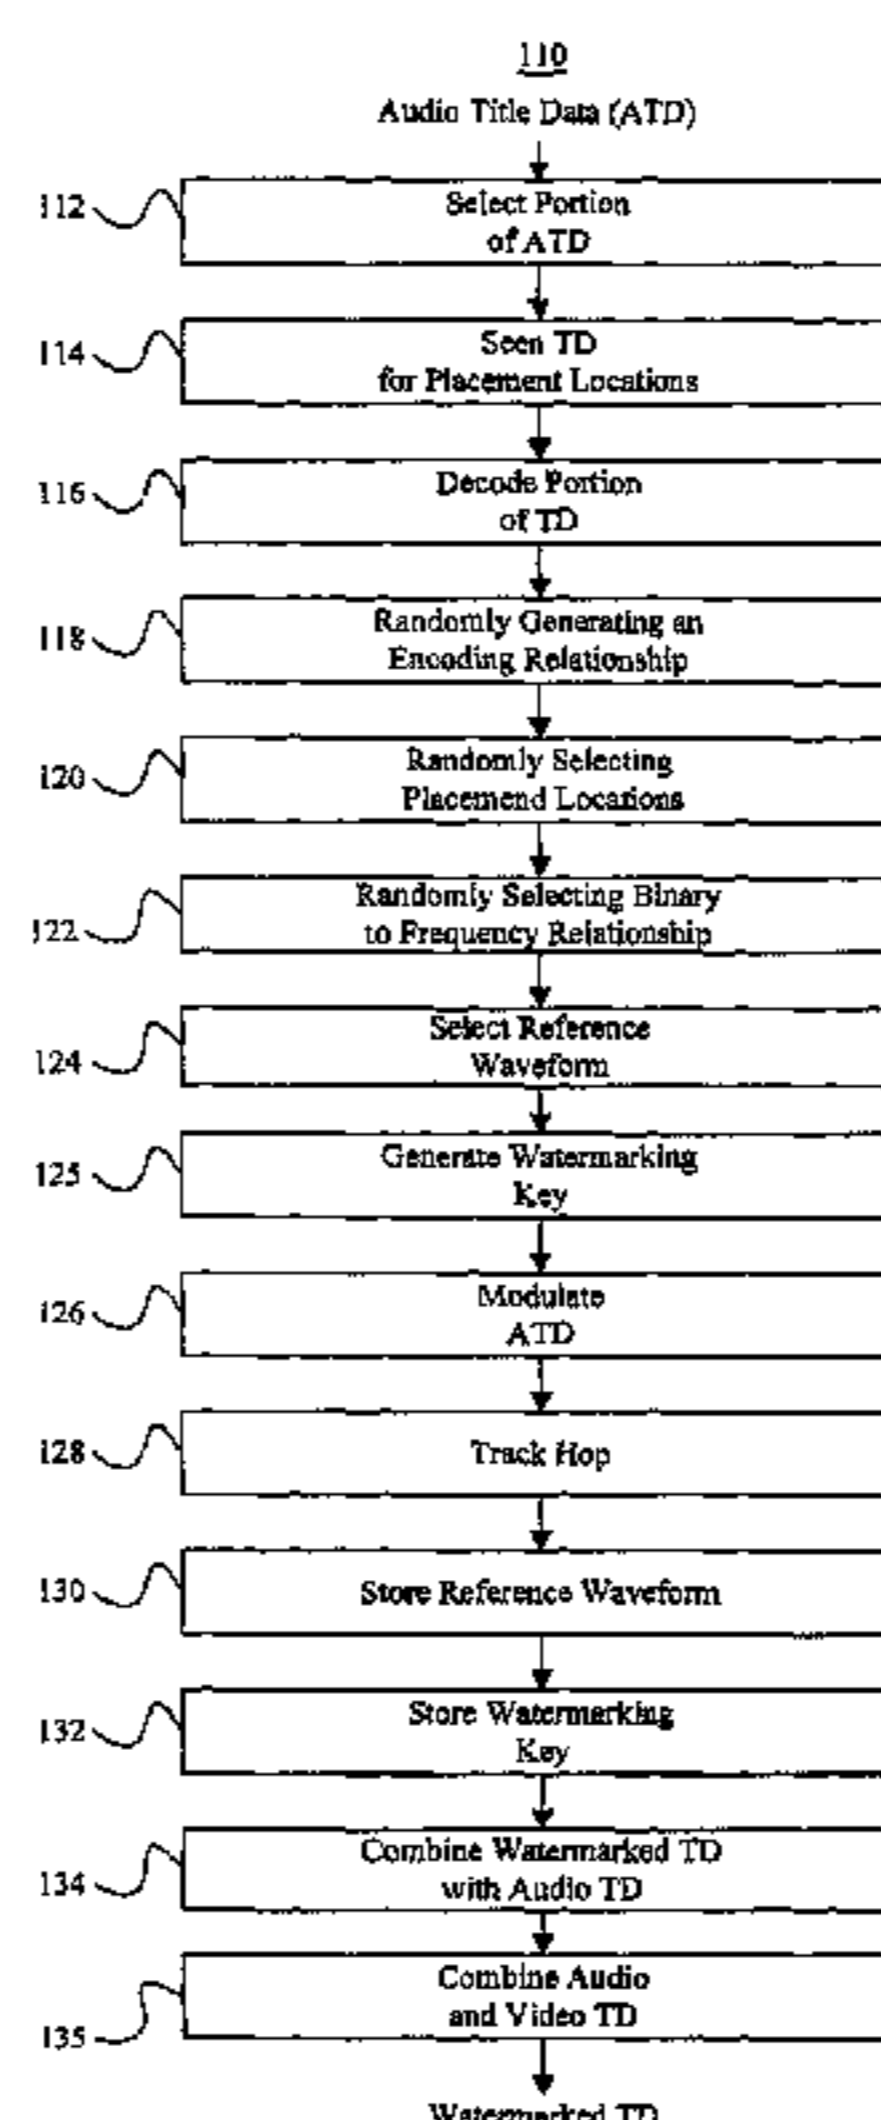 110
Audio Title Data (ATD)
112
Select Portion
of ATD
114
Seen TD
for Placement Locations
116
Decode Portion
of TD
118
Randomly Generating an
Encoding Relationship
120
Randomly Selecting
Placemend Locations
122
Randomly Selecting Binary
to Frequency Relationship
124
Select Reference
Waveform
125
Generate Watermarking
Key
126
Modulate
ATD
128
Track Hop
130
Store Reference Waveform
132
Store Watermarking
Key
134
Combine Watermarked TD
with Audio TD
135
Combine Audio
and Video TD
Watermarked TD